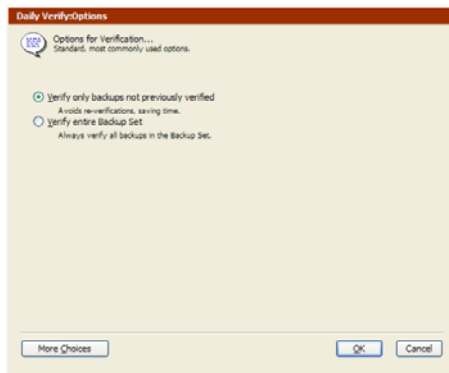 Daily Verify:Options
Options for Verification...
Standard, most commonly used options.
Verify only backups not previously verified
Avoids re-verifications, saving time.
Verify entire Backup Set
Always verify all backups in the Backup Set.
More Choices
OK
Cancel